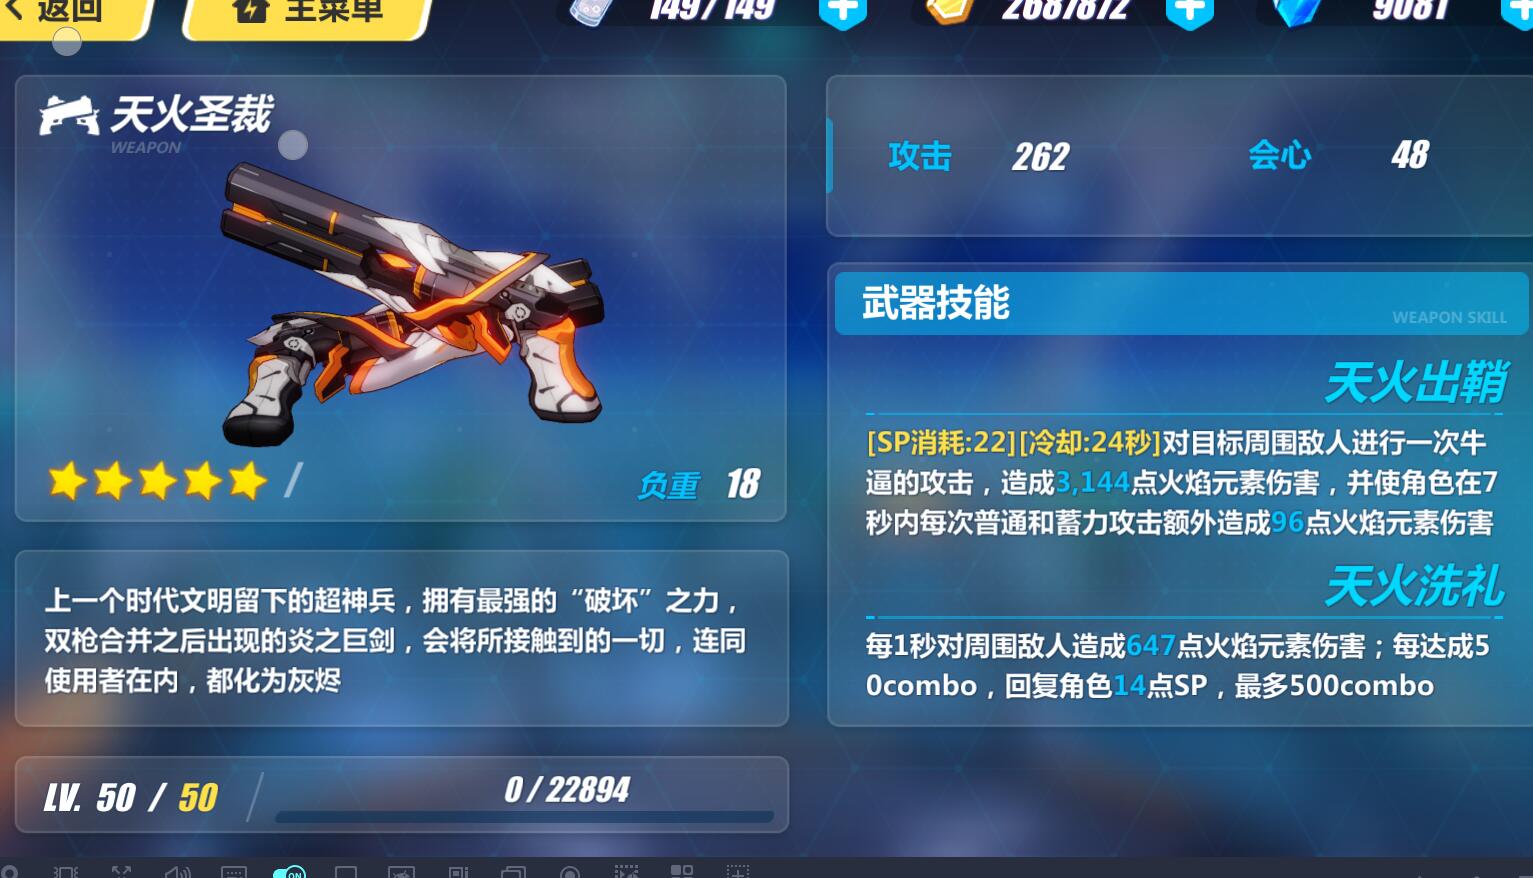 返回
主菜单
149/149
2687872
9081
天火圣裁
WEAPON
负重 18
上一个时代文明留下的超神兵，拥有最强的“破坏”之力，
双枪合并之后出现的炎之巨剑，会将所接触到的一切，连同
使用者在内，都化为灰烬
LV. 50 / 50
0/22894
攻击 262 会心 48
武器技能
WEAPON SKILL
天火出鞘
[SP消耗:22][冷却:24秒]对目标周围敌人进行一次牛
逼的攻击，造成3,144点火焰元素伤害，并使角色在7
秒内每次普通和蓄力攻击额外造成96点火焰元素伤害
天火洗礼
每1秒对周围敌人造成647点火焰元素伤害；每达成5
0combo，回复角色14点SP，最多500combo
ON